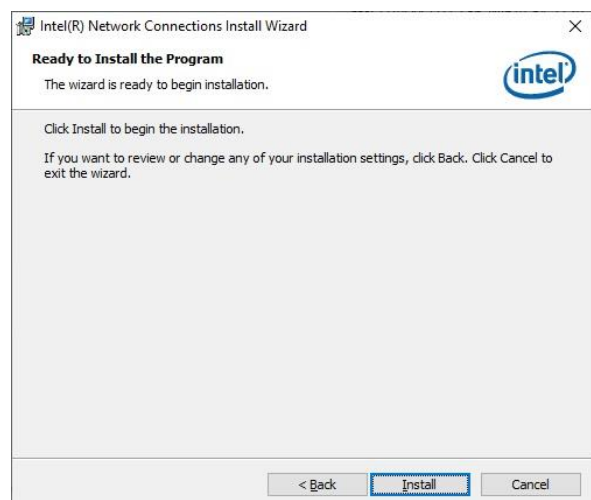 Intel(R) Network Connections Install Wizard
Ready to Install the Program
The wizard is ready to begin installation.
intel
Click Install to begin the installation.
If you want to review or change any of your installation settings, click Back. Click Cancel to
exit the wizard.
< Back
Install
Cancel